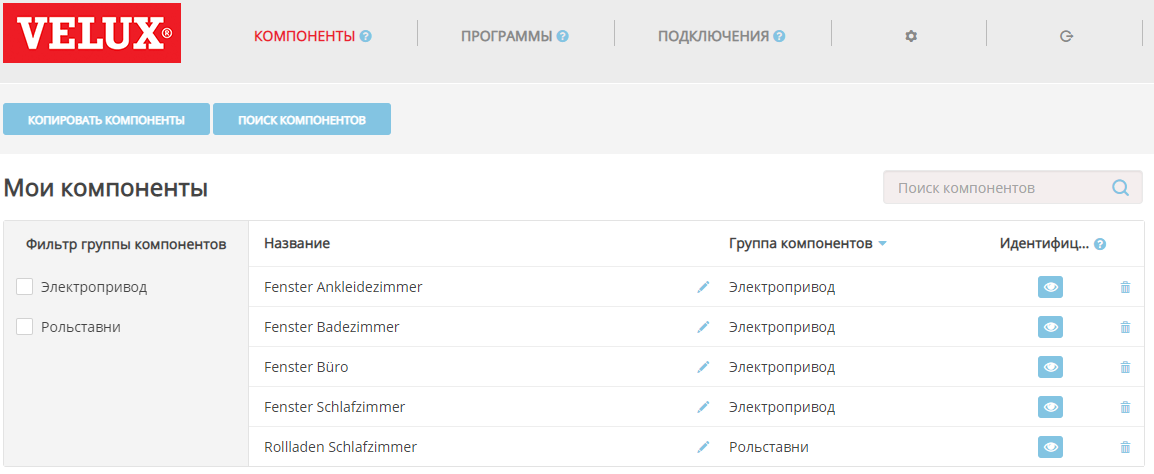 VELUX®
КОМПОНЕНТЫ ? ПРОГРАММЫ ? ПОДКЛЮЧЕНИЯ ?
КОПИРОВАТЬ КОМПОНЕНТЫ ПОИСК КОМПОНЕНТОВ
Мои компоненты Поиск компонентов
Фильтр группы компонентов Название Группа компонентов Идентифиц... ?
Электропривод Fenster Ankleidezimmer Электропривод
Рольставни Fenster Badezimmer Электропривод
Fenster Büro Электропривод
Fenster Schlafzimmer Электропривод
Rollladen Schlafzimmer Рольставни